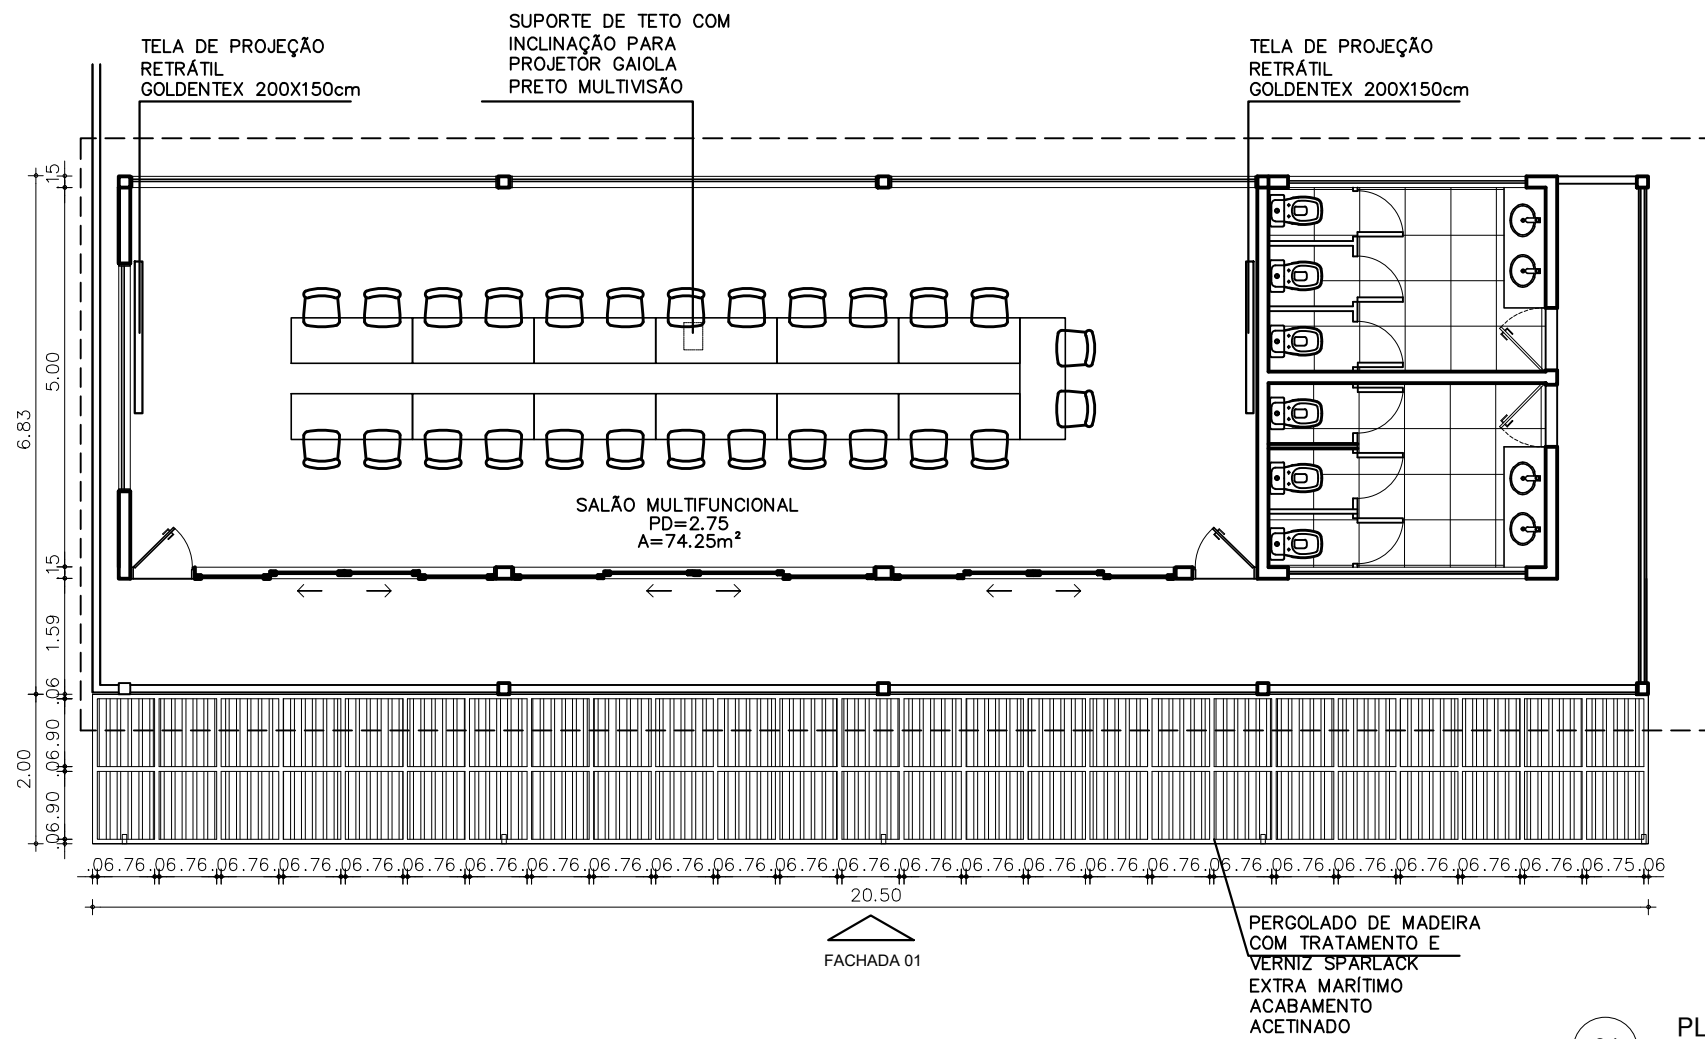 SUPORTE DE TETO COM
INCLINAÇÃO PARA
PROJETOR GAIOLA
PRETO MULTIVISÃO
TELA DE PROJEÇÃO
RETRÁTIL
GOLDENTEX 200X150cm
TELA DE PROJEÇÃO
RETRÁTIL
GOLDENTEX 200X150cm
.15
5.00
6.83
.15
1.59
.06
.90
.06
2.00
.90
.06
SALÃO MULTIFUNCIONAL
PD=2.75
A=74.25m²
.06.76.06.76.06.76.06.76.06.76.06.76.06.76.06.76.06.76.06.76.06.76.06.76.06.76.06.76.06.76.06.76.06.76.06.76.06.76.06.76.06.76.06.76.06.76.06.76.06.75.06
20.50
FACHADA 01
PERGOLADO DE MADEIRA
COM TRATAMENTO E
VERNIZ SPARLACK
EXTRA MARÍTIMO
ACABAMENTO
ACETINADO
PL